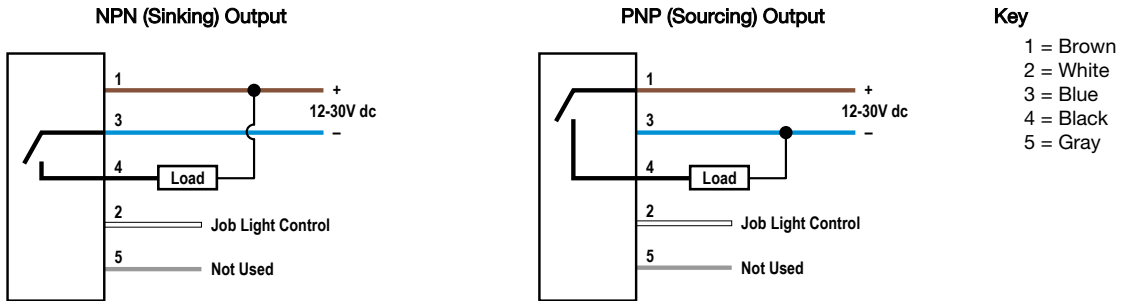 NPN (Sinking) Output
1
+
12-30V dc
3
–
4
Load
2
Job Light Control
5
Not Used
PNP (Sourcing) Output
1
+
12-30V dc
3
–
4
Load
2
Job Light Control
5
Not Used
Key
1 = Brown
2 = White
3 = Blue
4 = Black
5 = Gray